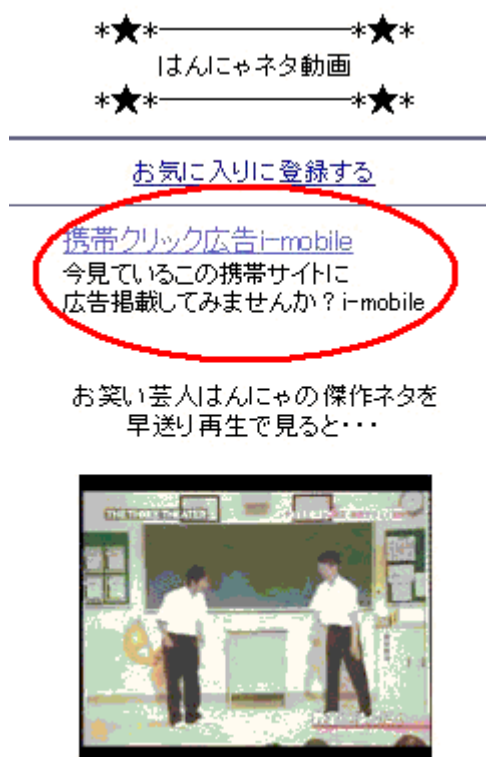 *★*――――――――*★*
はんにゃネタ動画
*★*――――――――*★*
お気に入りに登録する
携帯クリック広告i-mobile
今見ているこの携帯サイトに
広告掲載してみませんか？i-mobile
お笑い芸人はんにゃの傑作ネタを
早送り再生で見ると・・・
THE THREE THEATER